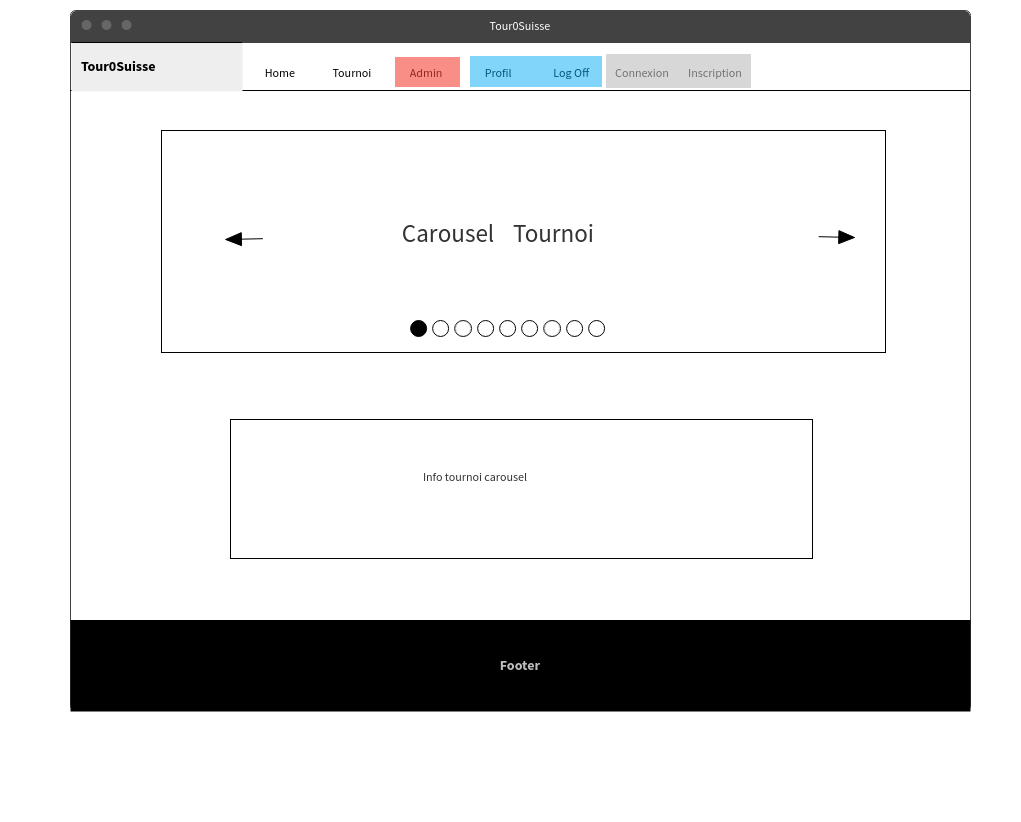 Tour0Suisse
Tour0Suisse
Home Tournoi Admin Profil Log Off Connexion Inscription
Carousel Tournoi
Info tournoi carousel
Footer